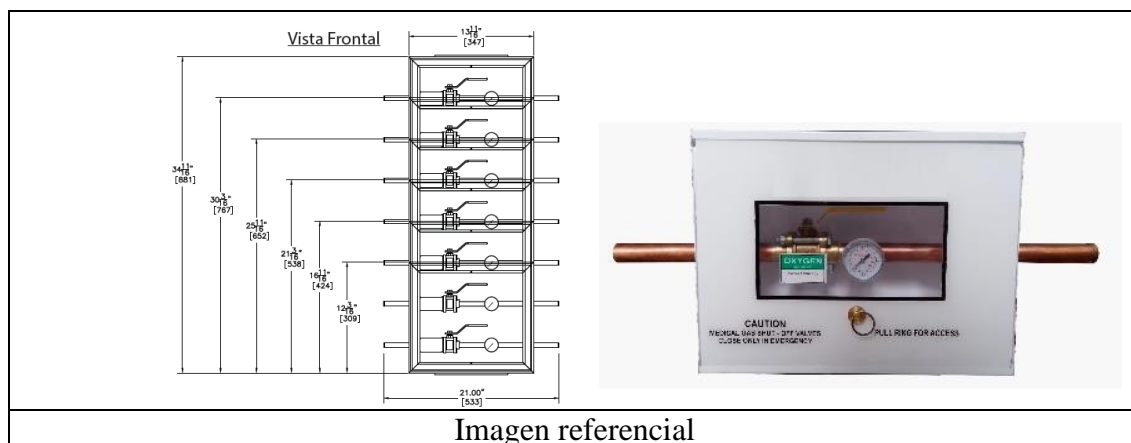 Vista Frontal
13 11/16"
[347]
34 11/16"
[881]
30 3/16"
[767]
25 11/16"
[652]
21 3/16"
[538]
16 11/16"
[424]
12 3/16"
[309]
21.00"
[533]
OXYGEN
CAUTION
MEDICAL GAS SHUT - OFF VALVES
CLOSE ONLY IN EMERGENCY
PULL RING FOR ACCESS
Imagen referencial